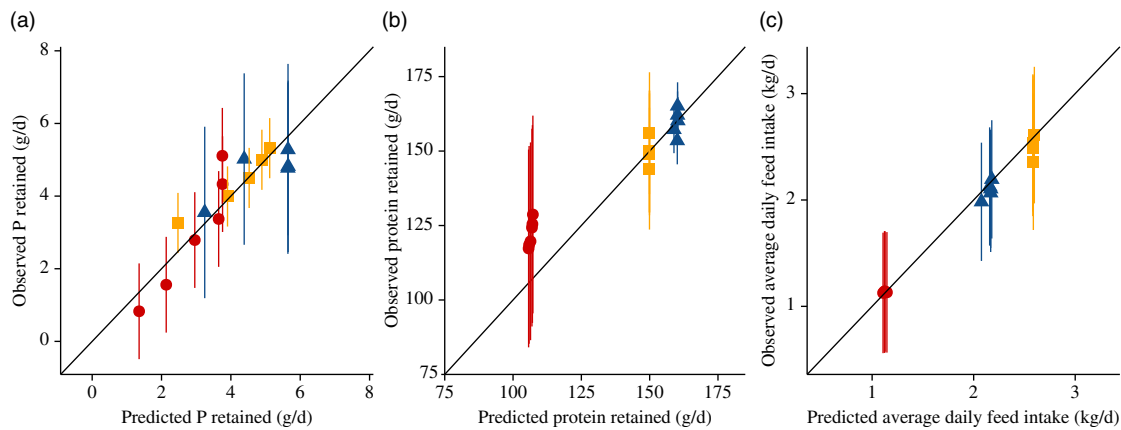 (a)
8
6
4
2
0
Observed P retained (g/d)
0 2 4 6 8
Predicted P retained (g/d)
(b)
175
150
125
100
75
Observed protein retained (g/d)
75 100 125 150 175
Predicted protein retained (g/d)
(c)
3
2
1
Observed average daily feed intake (kg/d)
1 2 3
Predicted average daily feed intake (kg/d)